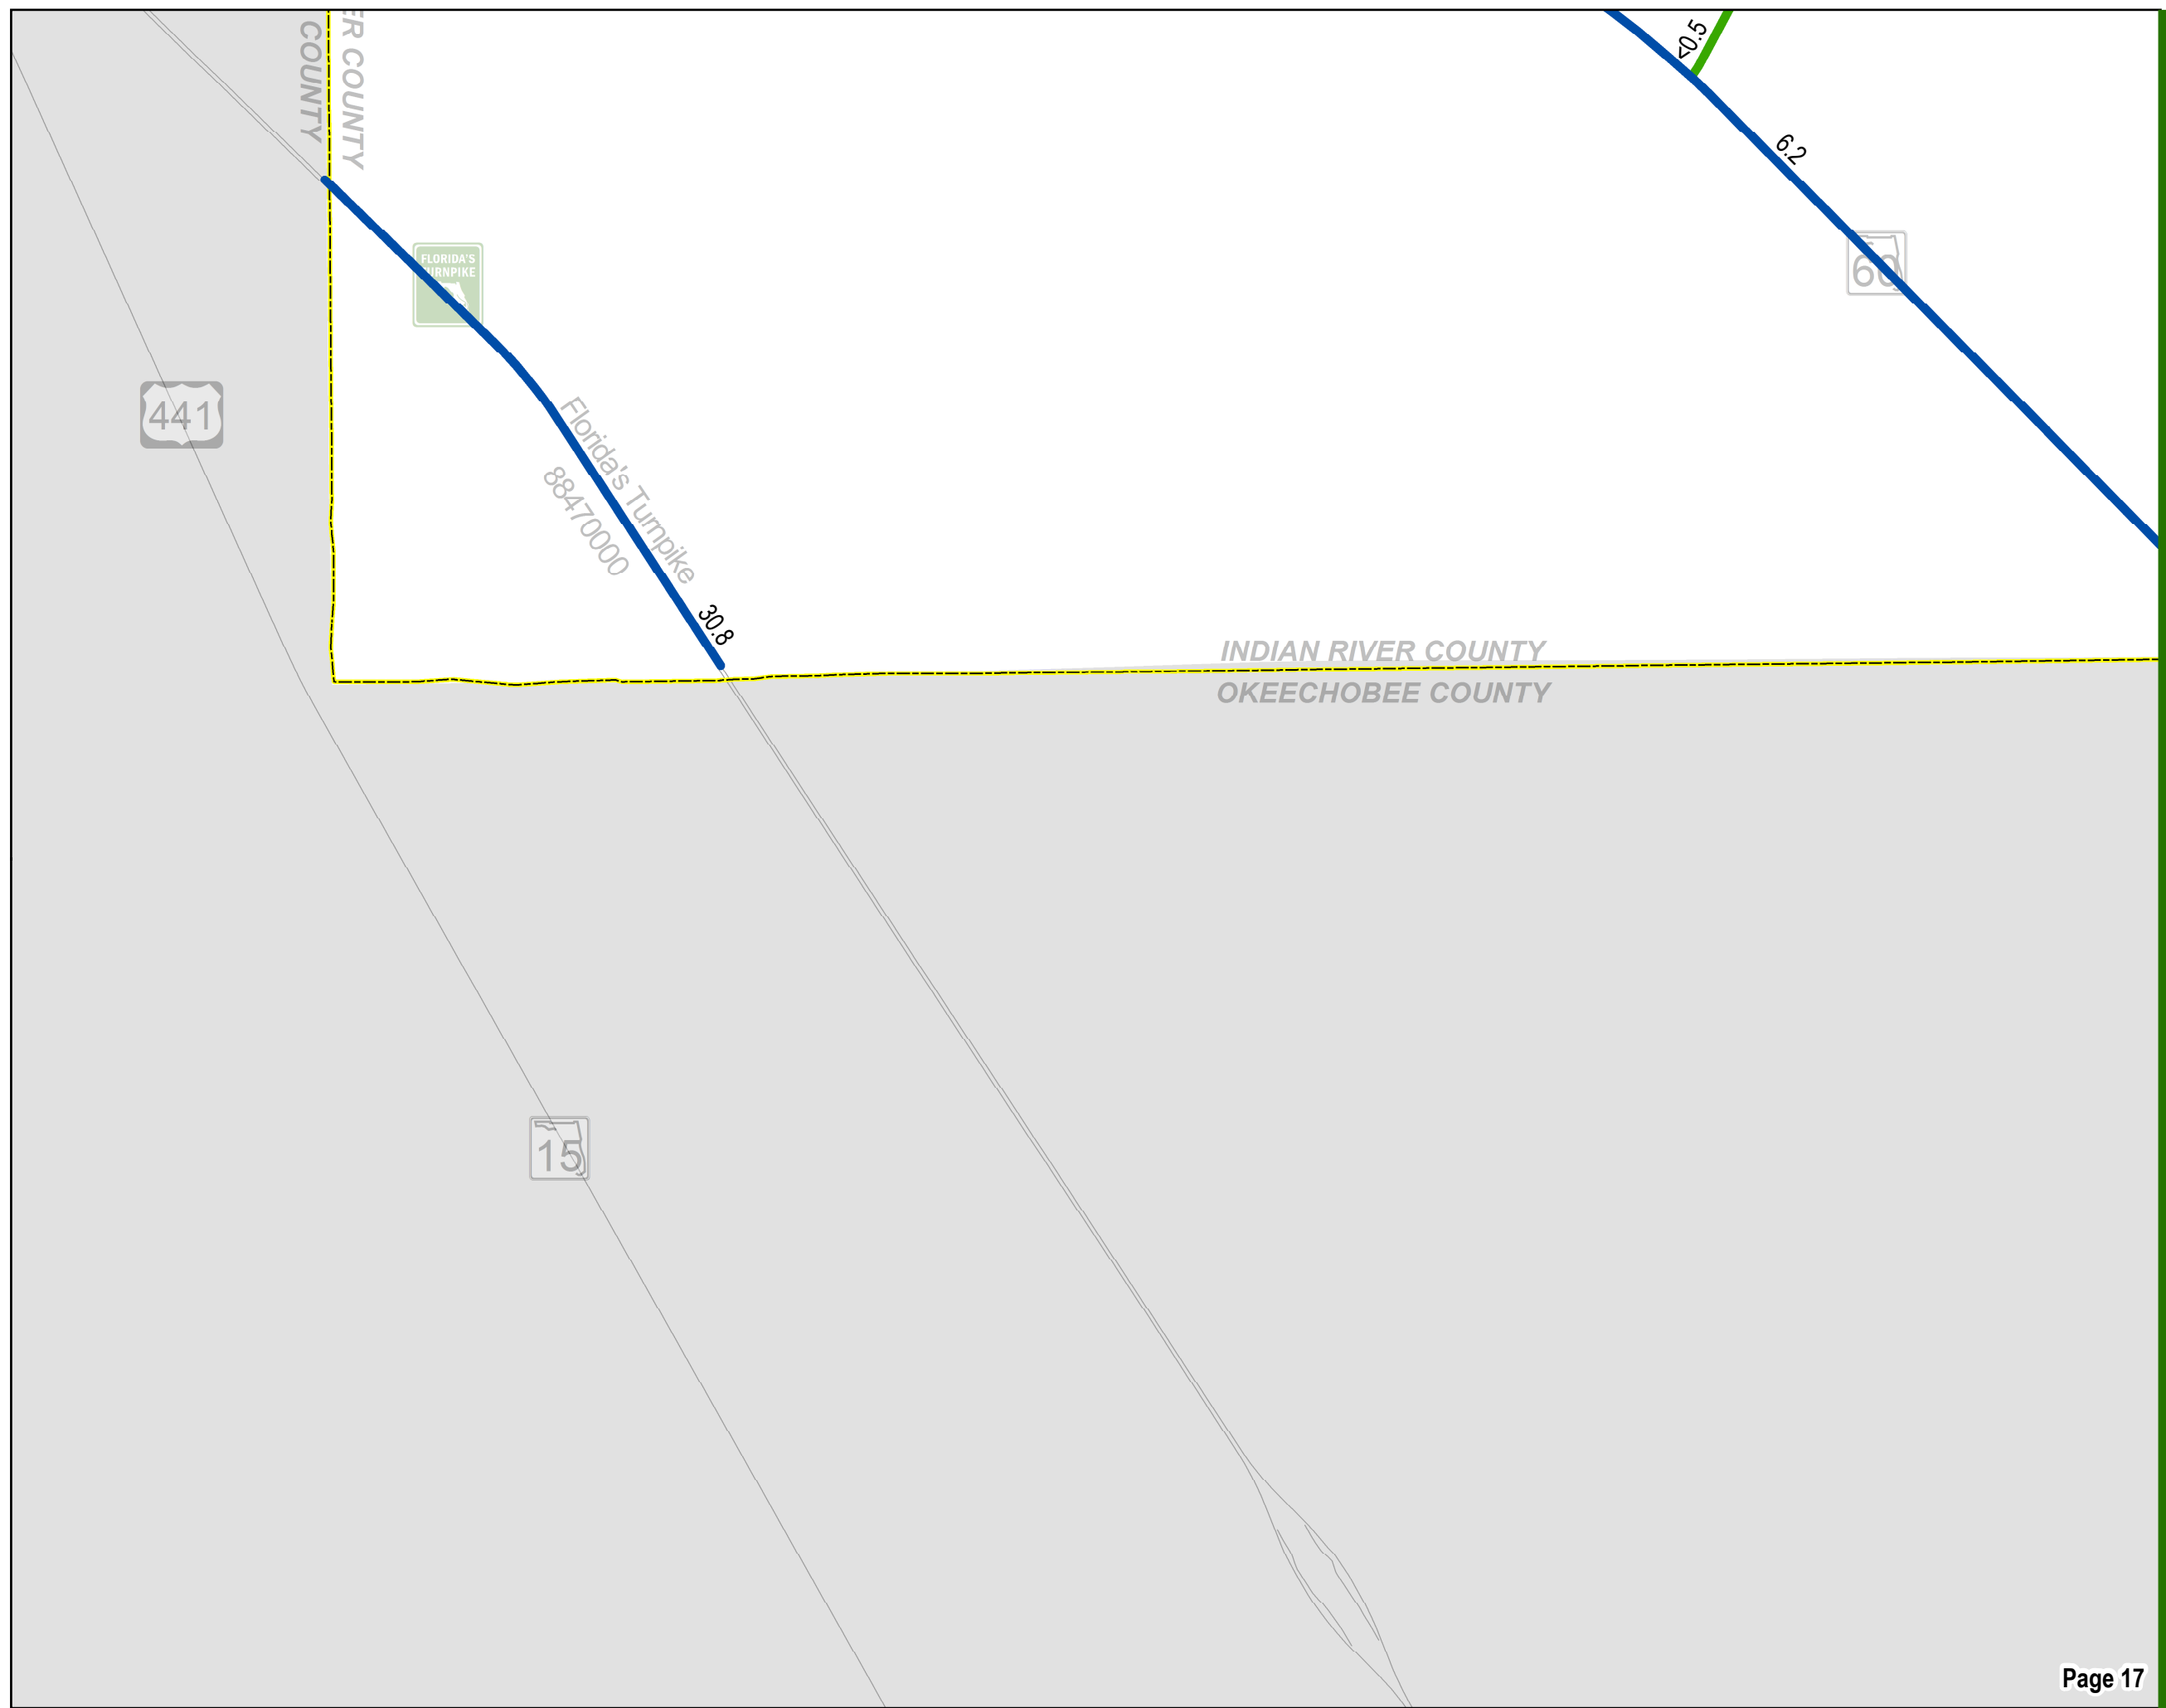 COUNTY
COUNTY
<0.5
6.2
FLORIDA'S
60
441
Florida's Turnpike
88470000
30.8
INDIAN RIVER COUNTY
OKEECHOBEE COUNTY
15
Page 17